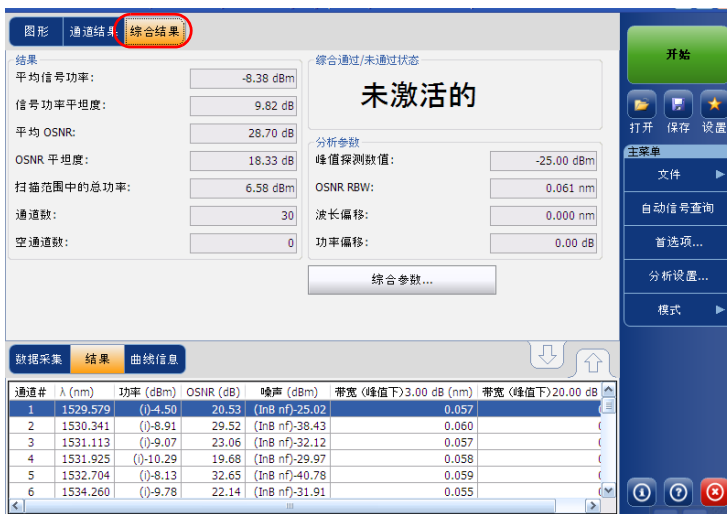 图形 通道结果 综合结果
结果
平均信号功率: -8.38 dBm
信号功率平坦度: 9.82 dB
平均 OSNR: 28.70 dB
OSNR 平坦度: 18.33 dB
扫描范围中的总功率: 6.58 dBm
通道数: 30
空通道数: 0
综合通过/未通过状态
未激活的
分析参数
峰值探测数值: -25.00 dBm
OSNR RBW: 0.061 nm
波长偏移: 0.000 nm
功率偏移: 0.00 dB
综合参数...
数据采集 结果 曲线信息
通道# λ (nm) 功率 (dBm) OSNR (dB) 噪声 (dBm) 带宽 (峰值下)3.00 dB (nm) 带宽 (峰值下)20.00 dB
1 1529.579 (i)-4.50 20.53 (InB nf)-25.02 0.057
2 1530.341 (i)-8.91 29.52 (InB nf)-38.43 0.060
3 1531.113 (i)-9.07 23.06 (InB nf)-32.12 0.057
4 1531.925 (i)-10.29 19.68 (InB nf)-29.97 0.058
5 1532.704 (i)-8.13 32.65 (InB nf)-40.78 0.059
6 1534.260 (i)-9.78 22.14 (InB nf)-31.91 0.055
开始
打开 保存 设置
主菜单
文件
自动信号查询
首选项...
分析设置...
模式